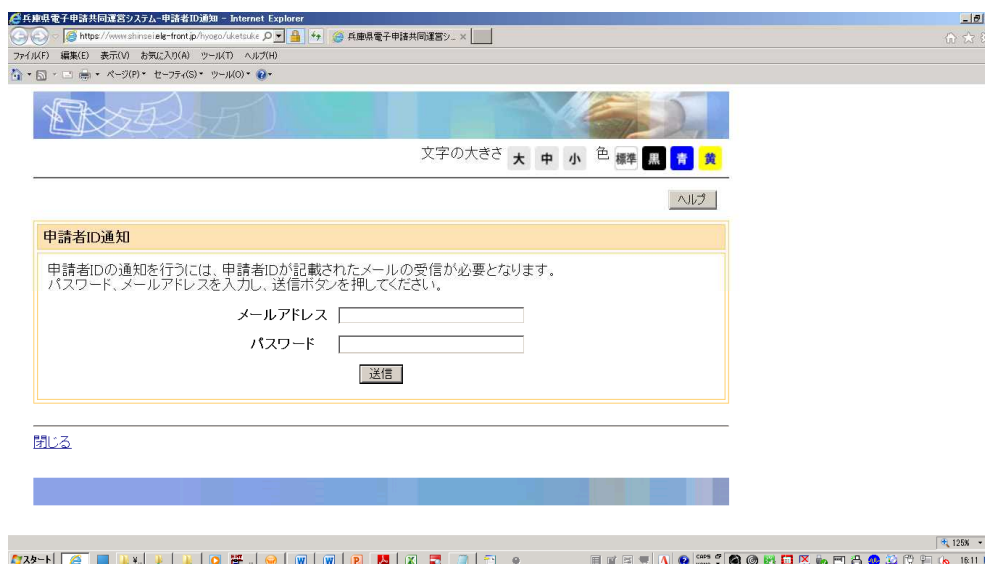 兵庫県電子申請共同運営システム-申請者ID通知 - Internet Explorer
https://www.shinsei.elg-front.jp/hyogo/uketsuke
兵庫県電子申請共同運営シ...
ファイル(F) 編集(E) 表示(V) お気に入り(A) ツール(T) ヘルプ(H)
ページ(P) セーフティ(S) ツール(O)
文字の大きさ 大 中 小 色 標準 黒 青 黄
ヘルプ
申請者ID通知
申請者IDの通知を行うには、申請者IDが記載されたメールの受信が必要となります。
パスワード、メールアドレスを入力し、送信ボタンを押してください。
メールアドレス
パスワード
送信
閉じる
125%
スタート
16:11